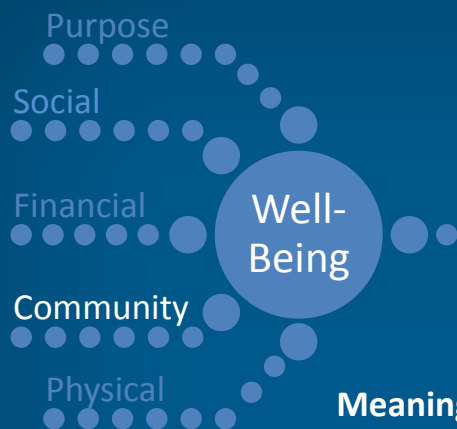 Purpose
Social
Financial
Well-
Being
Community
Physical